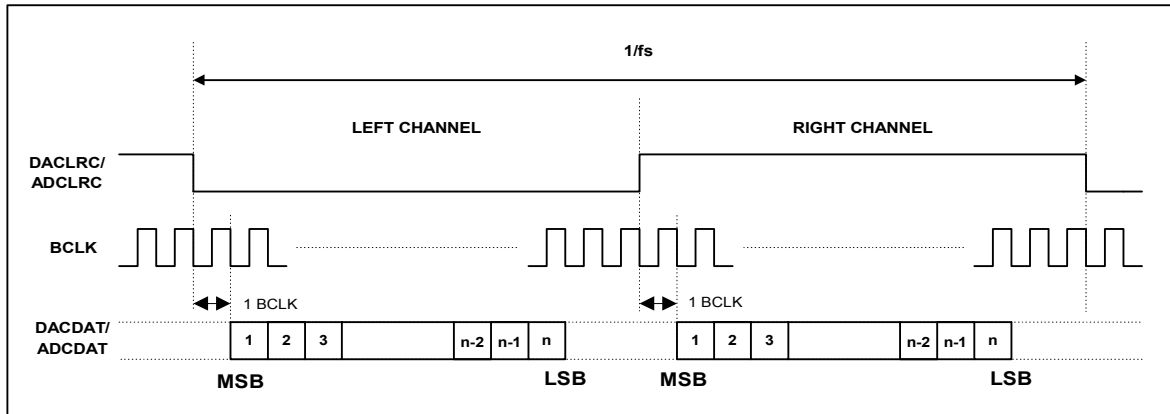 1/fs
LEFT CHANNEL
RIGHT CHANNEL
DACLRC/
ADCLRC
BCLK
1 BCLK
1 BCLK
DACDAT/
ADCDAT
1 2 3 n-2 n-1 n
1 2 3 n-2 n-1 n
MSB
LSB
MSB
LSB